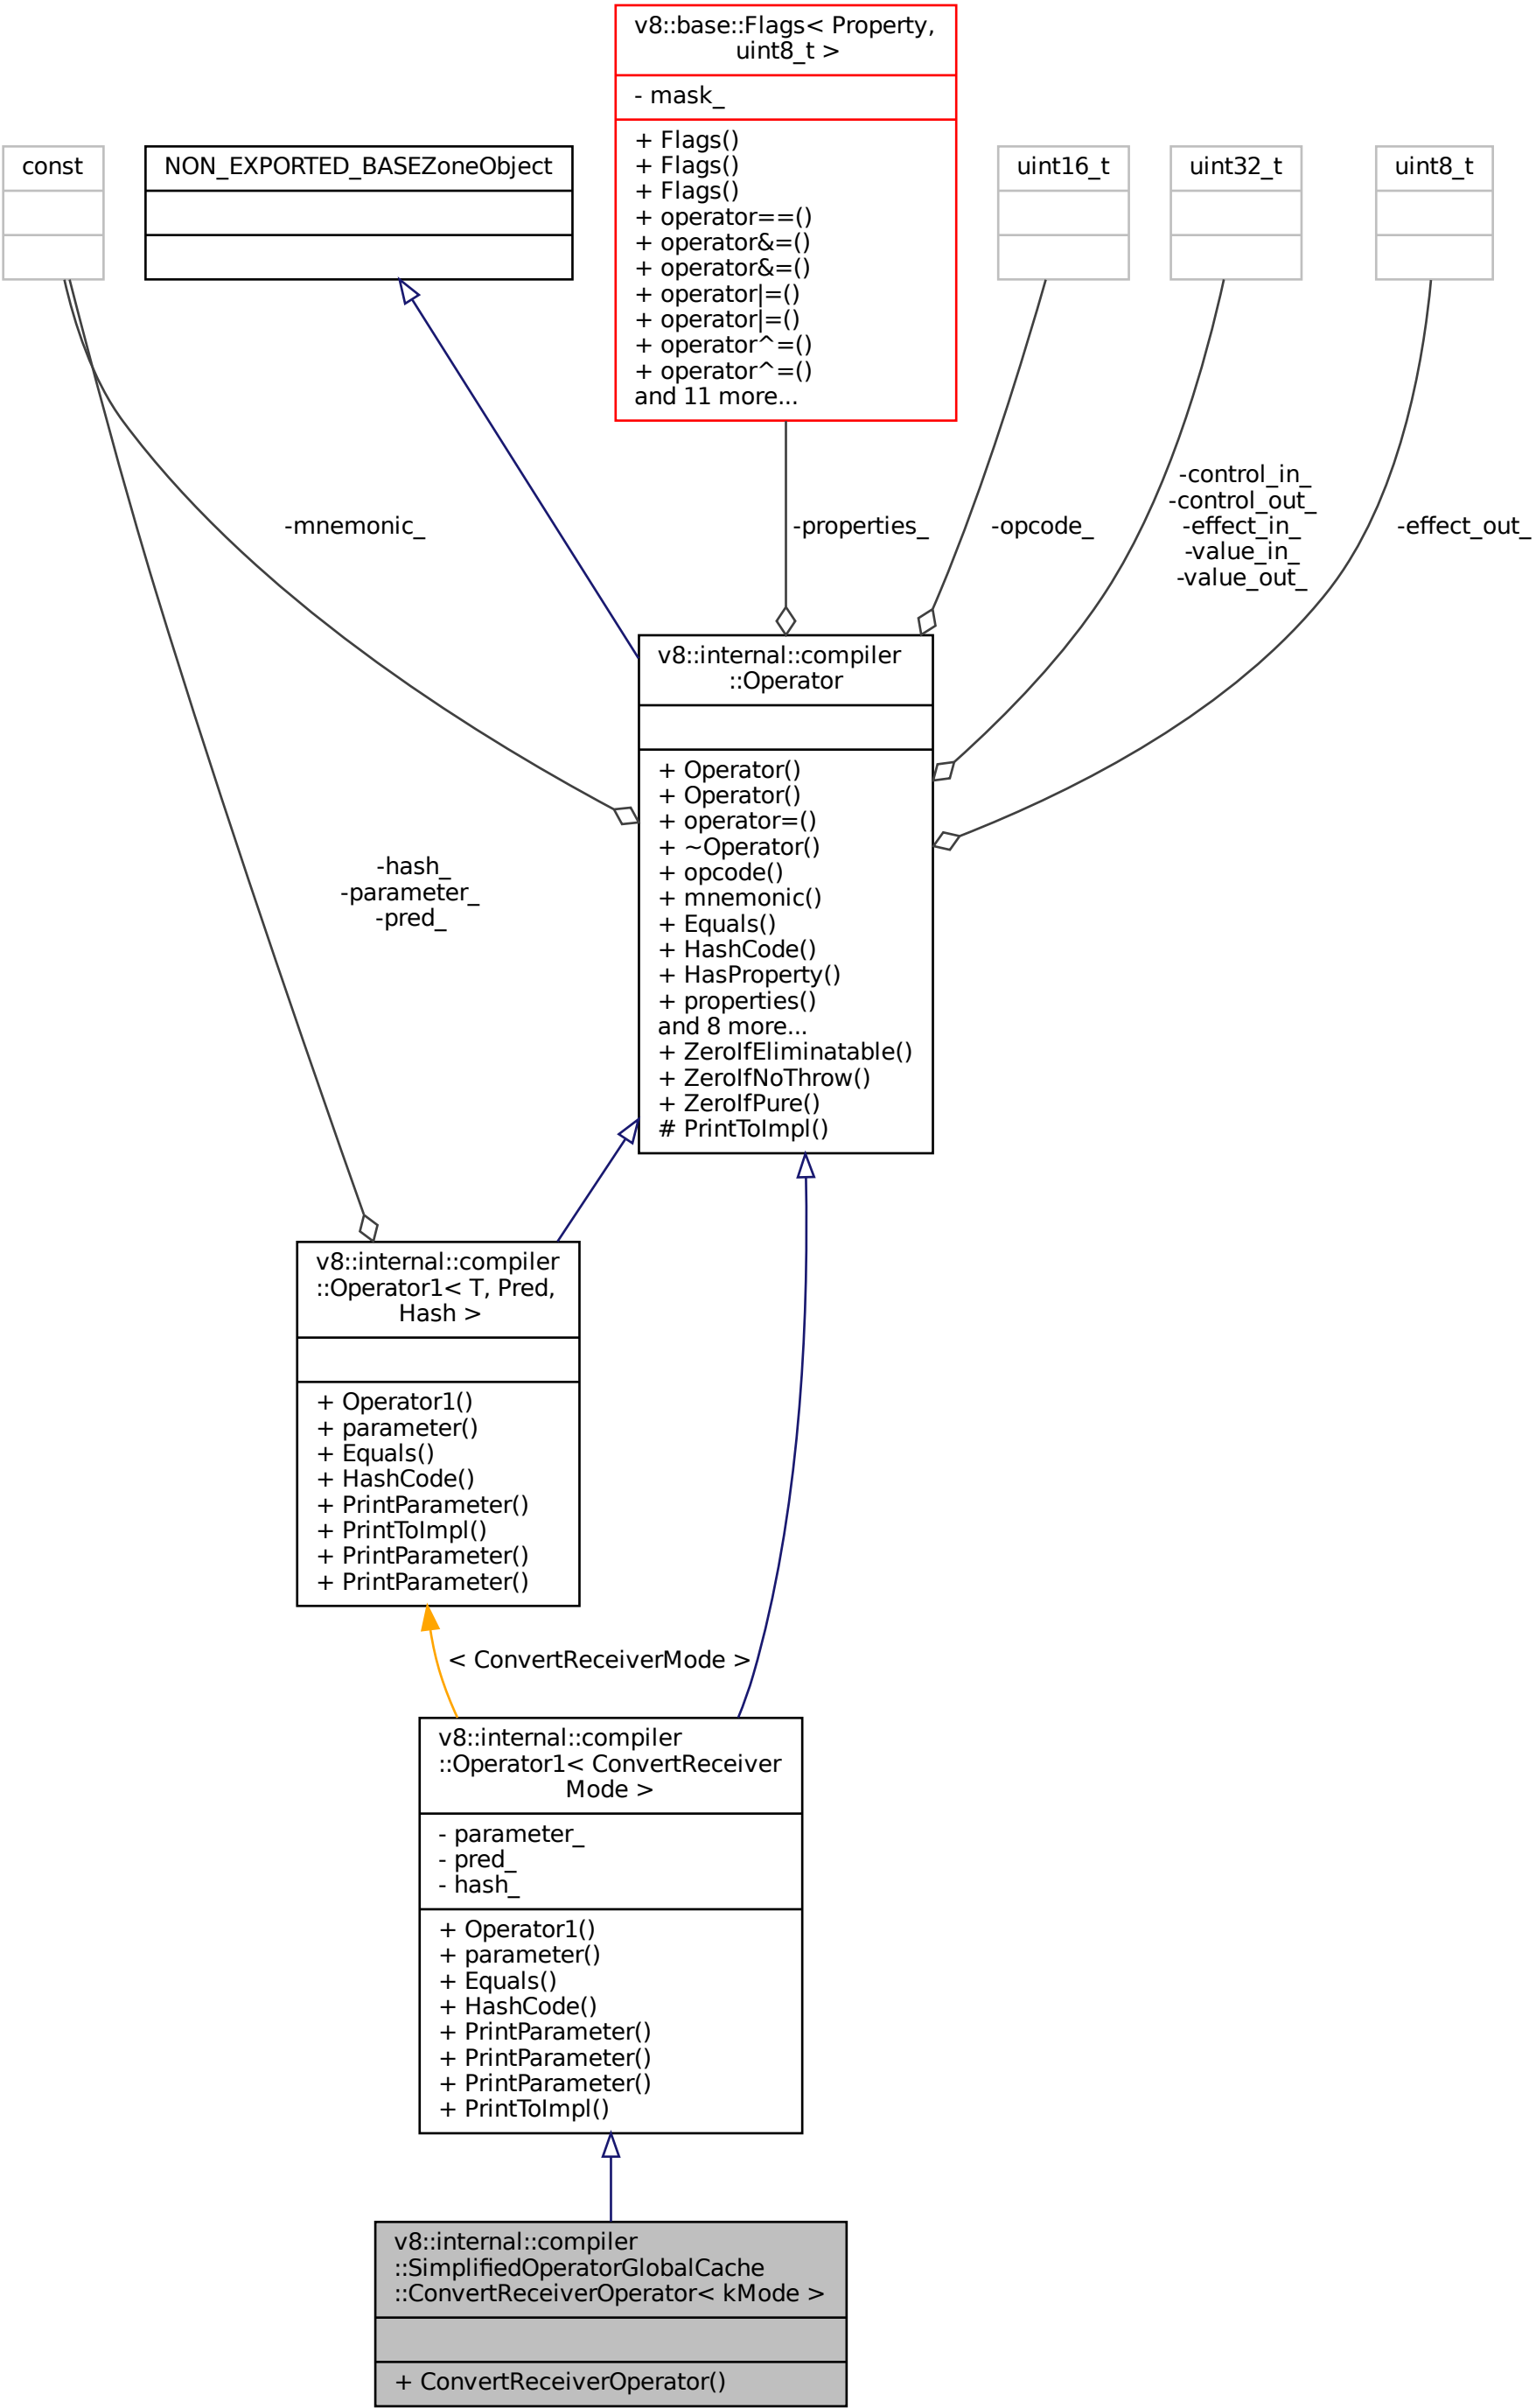 v8::base::Flags< Property,
uint8_t >
- mask_
+ Flags()
+ Flags()
+ Flags()
+ operator==()
+ operator&=()
+ operator&=()
+ operator|=()
+ operator|=()
+ operator^=()
+ operator^=()
and 11 more...
const
NON_EXPORTED_BASEZoneObject
uint16_t
uint32_t
uint8_t
-mnemonic_
-properties_
-opcode_
-control_in_
-control_out_
-effect_in_
-value_in_
-value_out_
-effect_out_
v8::internal::compiler
::Operator
+ Operator()
+ Operator()
+ operator=()
+ ~Operator()
+ opcode()
+ mnemonic()
+ Equals()
+ HashCode()
+ HasProperty()
+ properties()
and 8 more...
+ ZeroIfEliminatable()
+ ZeroIfNoThrow()
+ ZeroIfPure()
# PrintToImpl()
-hash_
-parameter_
-pred_
v8::internal::compiler
::Operator1< T, Pred,
Hash >
+ Operator1()
+ parameter()
+ Equals()
+ HashCode()
+ PrintParameter()
+ PrintToImpl()
+ PrintParameter()
+ PrintParameter()
< ConvertReceiverMode >
v8::internal::compiler
::Operator1< ConvertReceiver
Mode >
- parameter_
- pred_
- hash_
+ Operator1()
+ parameter()
+ Equals()
+ HashCode()
+ PrintParameter()
+ PrintParameter()
+ PrintParameter()
+ PrintToImpl()
v8::internal::compiler
::SimplifiedOperatorGlobalCache
::ConvertReceiverOperator< kMode >
+ ConvertReceiverOperator()